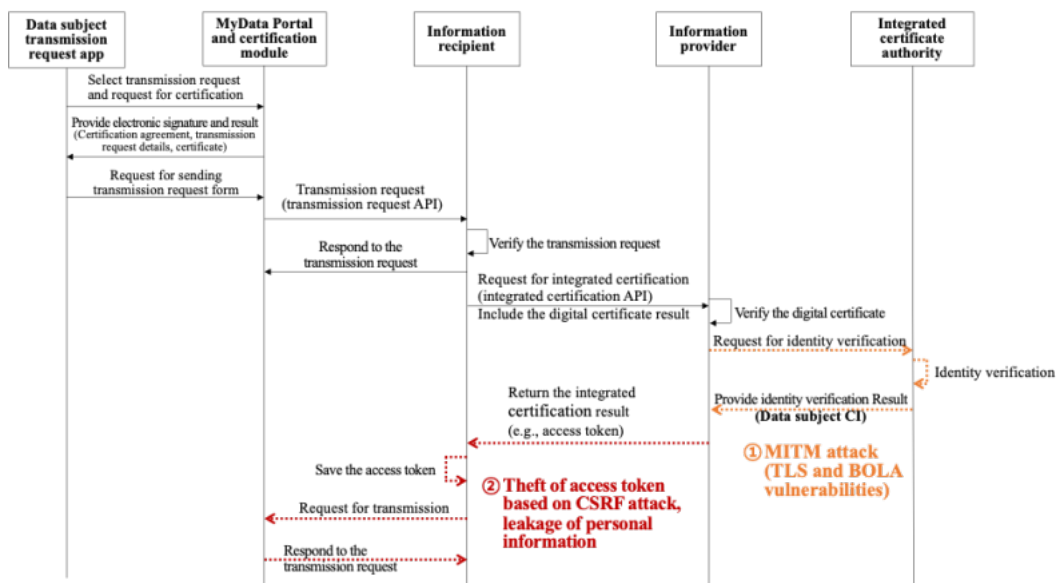 Data subject
transmission
request app
MyData Portal
and certification
module
Information
recipient
Information
provider
Integrated
certificate
authority
Select transmission request
and request for certification
Provide electronic signature and result
(Certification agreement, transmission
request details, certificate)
Request for sending
transmission request form
Transmission request
(transmission request API)
Verify the transmission request
Respond to the
transmission request
Request for integrated certification
(integrated certification API)
Include the digital certificate result
Verify the digital certificate
Request for identity verification
Identity verification
Provide identity verification Result
(Data subject CI)
Return the integrated
certification result
(e.g., access token)
① MITM attack
(TLS and BOLA
vulnerabilities)
Save the access token
② Theft of access token
based on CSRF attack,
leakage of personal
information
Request for transmission
Respond to the
transmission request